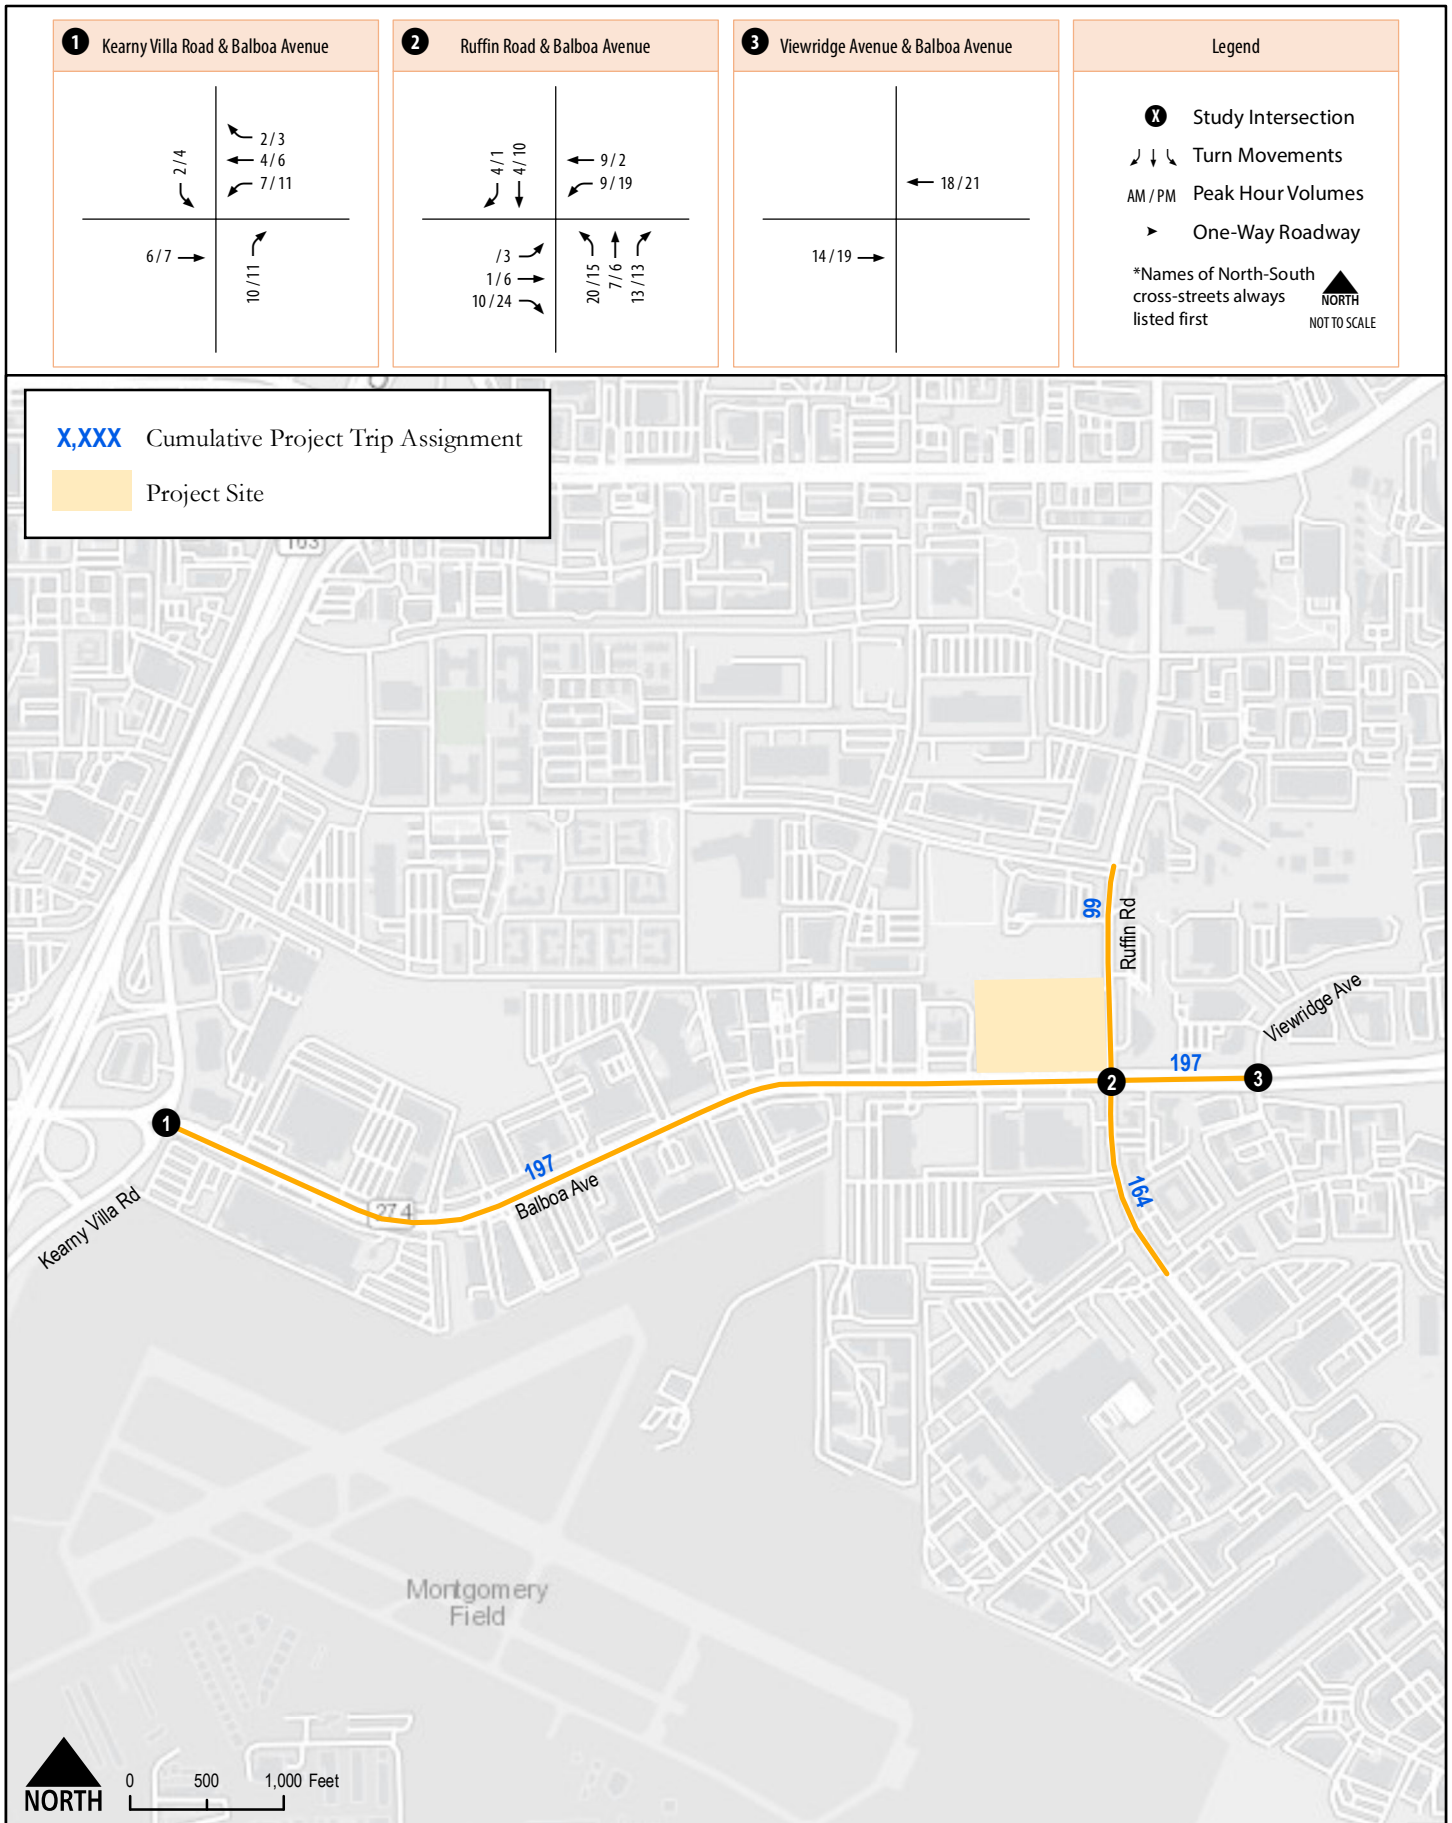 1 Kearny Villa Road & Balboa Avenue
2 / 4
2 / 3
4 / 6
7 / 11
6 / 7
10 / 11
2 Ruffin Road & Balboa Avenue
4 / 1
4 / 10
9 / 2
9 / 19
/ 3
1 / 6
10 / 24
20 / 15
7 / 6
13 / 13
3 Viewridge Avenue & Balboa Avenue
18 / 21
14 / 19
Legend
X Study Intersection
Turn Movements
AM / PM Peak Hour Volumes
One-Way Roadway
*Names of North-South
cross-streets always
listed first
NORTH
NOT TO SCALE
X,XXX Cumulative Project Trip Assignment
Project Site
163
99
Ruffin Rd
Viewridge Ave
197
2
3
1
197
Balboa Ave
164
274
Kearny Villa Rd
Montgomery
Field
NORTH
0 500 1,000 Feet